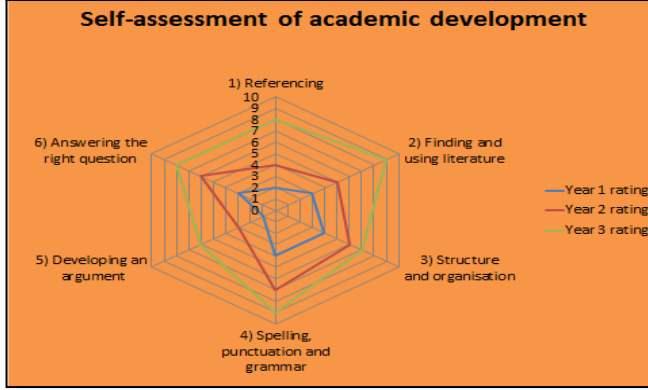 Self-assessment of academic development
1) Referencing
10
9
8
7
6
5
4
3
2
1
0
2) Finding and
using literature
3) Structure
and organisation
4) Spelling,
punctuation and
grammar
5) Developing an
argument
6) Answering the
right question
Year 1 rating
Year 2 rating
Year 3 rating